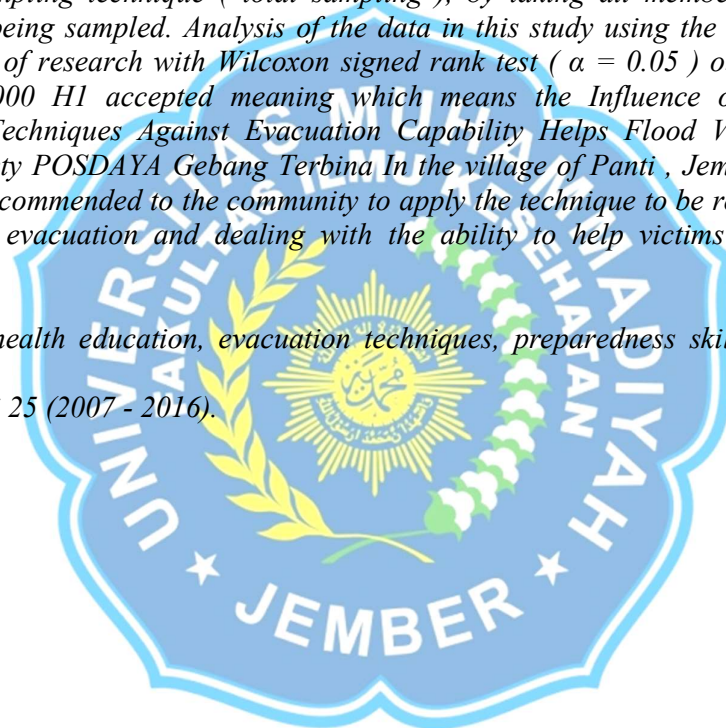 mpling technique ( total sampling ), by taking all membe
being sampled. Analysis of the data in this study using the
of research with Wilcoxon signed rank test ( α = 0.05 ) o
000 H1 accepted meaning which means the Influence o
Techniques Against Evacuation Capability Helps Flood V
ty POSDAYA Gebang Terbina In the village of Panti , Jem
commended to the community to apply the technique to be r
evacuation and dealing with the ability to help victims
health education, evacuation techniques, preparedness skil
25 (2007 - 2016).
UNIVERSITAS MUHAMMADIYAH
FAKULTAS ILMU KESEHATAN
JEMBER